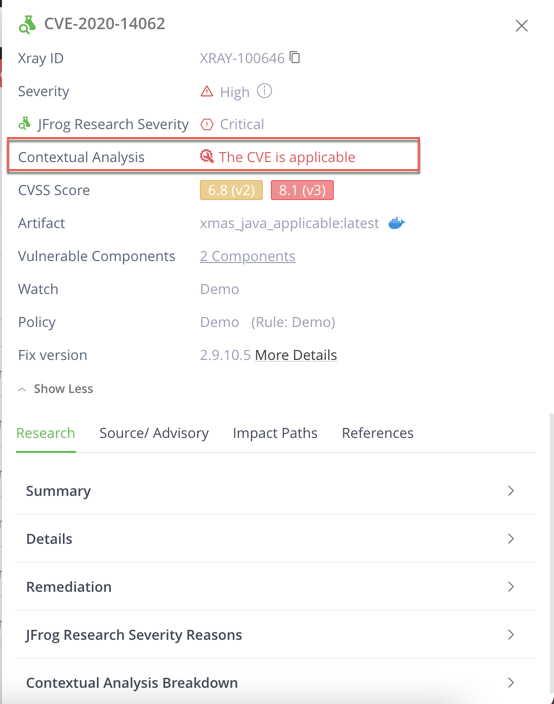 CVE-2020-14062
Xray ID XRAY-100646
Severity High
JFrog Research Severity Critical
Contextual Analysis The CVE is applicable
CVSS Score 6.8 (v2) 8.1 (v3)
Artifact xmas_java_applicable:latest
Vulnerable Components 2 Components
Watch Demo
Policy Demo (Rule: Demo)
Fix version 2.9.10.5 More Details
Show Less
Research Source/ Advisory Impact Paths References
Summary
Details
Remediation
JFrog Research Severity Reasons
Contextual Analysis Breakdown